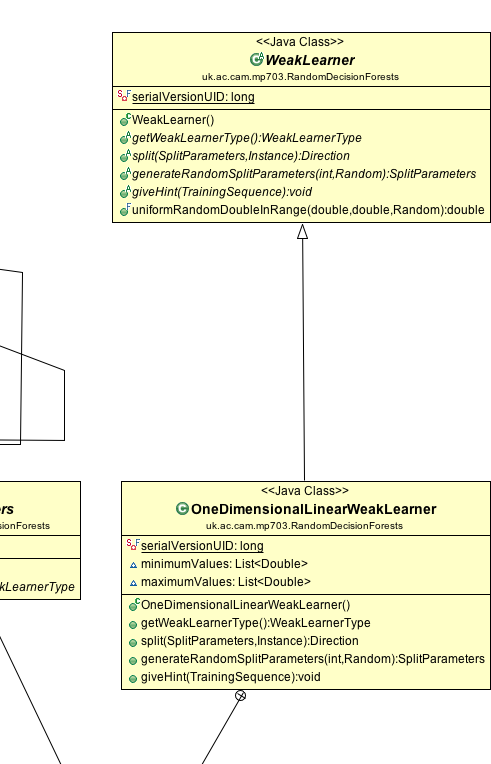 <<Java Class>>
WeakLearner
uk.ac.cam.mp703.RandomDecisionForests
serialVersionUID: long
WeakLearner()
getWeakLearnerType():WeakLearnerType
split(SplitParameters,Instance):Direction
generateRandomSplitParameters(int,Random):SplitParameters
giveHint(TrainingSequence):void
uniformRandomDoubleInRange(double,double,Random):double
ers
sionForests
kLearnerType
<<Java Class>>
OneDimensionalLinearWeakLearner
uk.ac.cam.mp703.RandomDecisionForests
serialVersionUID: long
minimumValues: List<Double>
maximumValues: List<Double>
OneDimensionalLinearWeakLearner()
getWeakLearnerType():WeakLearnerType
split(SplitParameters,Instance):Direction
generateRandomSplitParameters(int,Random):SplitParameters
giveHint(TrainingSequence):void